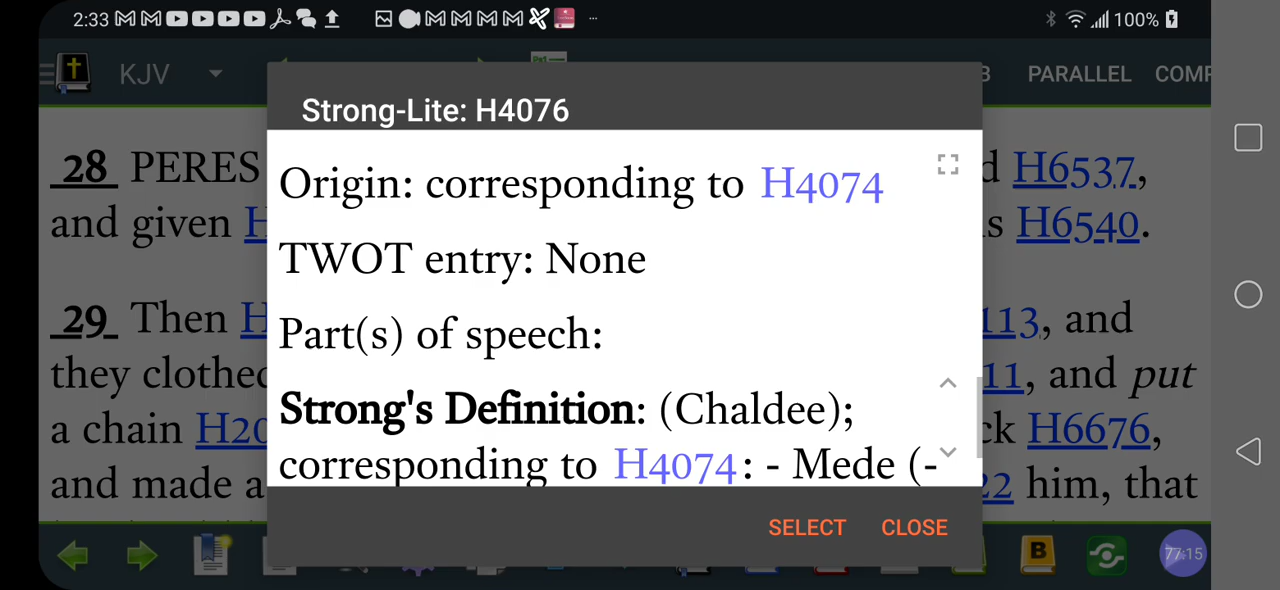 2:33 100%
KJV PARALLEL COMP
Strong-Lite: H4076
28 PERES H6537,
and given H H6540.
29 Then H 113, and
they clothed 11, and put
a chain H20 H6676,
and made a 22 him, that
Origin: corresponding to H4074
TWOT entry: None
Part(s) of speech:
Strong's Definition: (Chaldee);
corresponding to H4074: - Mede (-
SELECT CLOSE
B 77:15